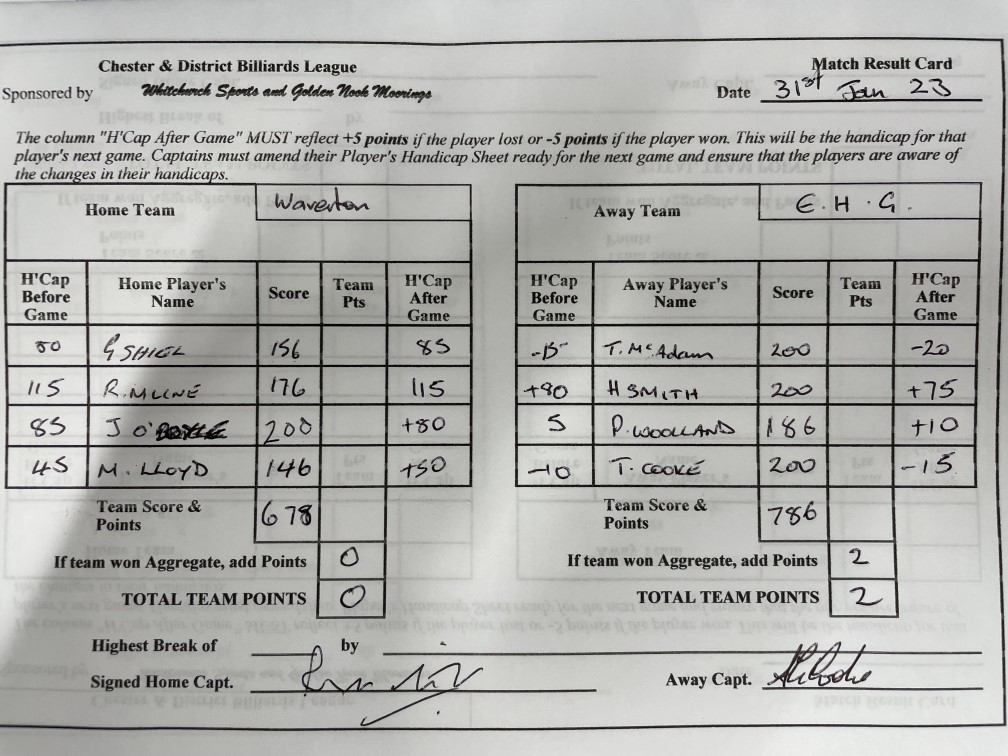 Chester & District Billiards League
Match Result Card
Sponsored by Whitchurch Sports and Golden Nook Moorings
Date 31st Jan 23
The column "H'Cap After Game" MUST reflect +5 points if the player lost or -5 points if the player won. This will be the handicap for that
player's next game. Captains must amend their Player's Handicap Sheet ready for the next game and ensure that the players are aware of
the changes in their handicaps.
Home Team Waverton
Away Team E.H.G.
H'Cap Before Game Home Player's Name Score Team Pts H'Cap After Game
H'Cap Before Game Away Player's Name Score Team Pts H'Cap After Game
G SHIEL 156 85
-15 T. McAdam 200 -20
115 R. MLINE 176 115
+80 H SMITH 200 +75
85 J 200 +80
5 P. WOOLLAND 186 +10
45 M. LLOYD 146 +50
-10 T. COOKE 200 -15
Team Score & Points 678
Team Score & Points 786
If team won Aggregate, add Points 0
If team won Aggregate, add Points 2
TOTAL TEAM POINTS 0
TOTAL TEAM POINTS 2
Highest Break of by
Signed Home Capt.
Away Capt.